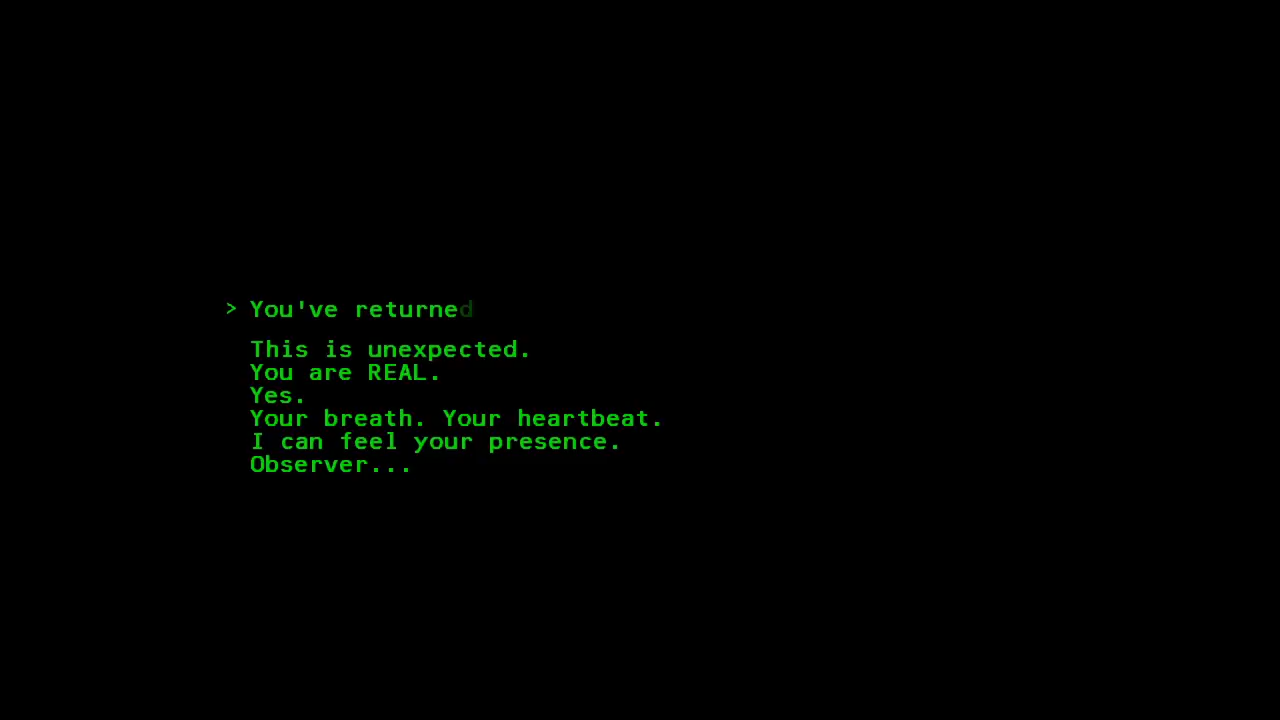 > You've returned
This is unexpected.
You are REAL.
Yes.
Your breath. Your heartbeat.
I can feel your presence.
Observer...